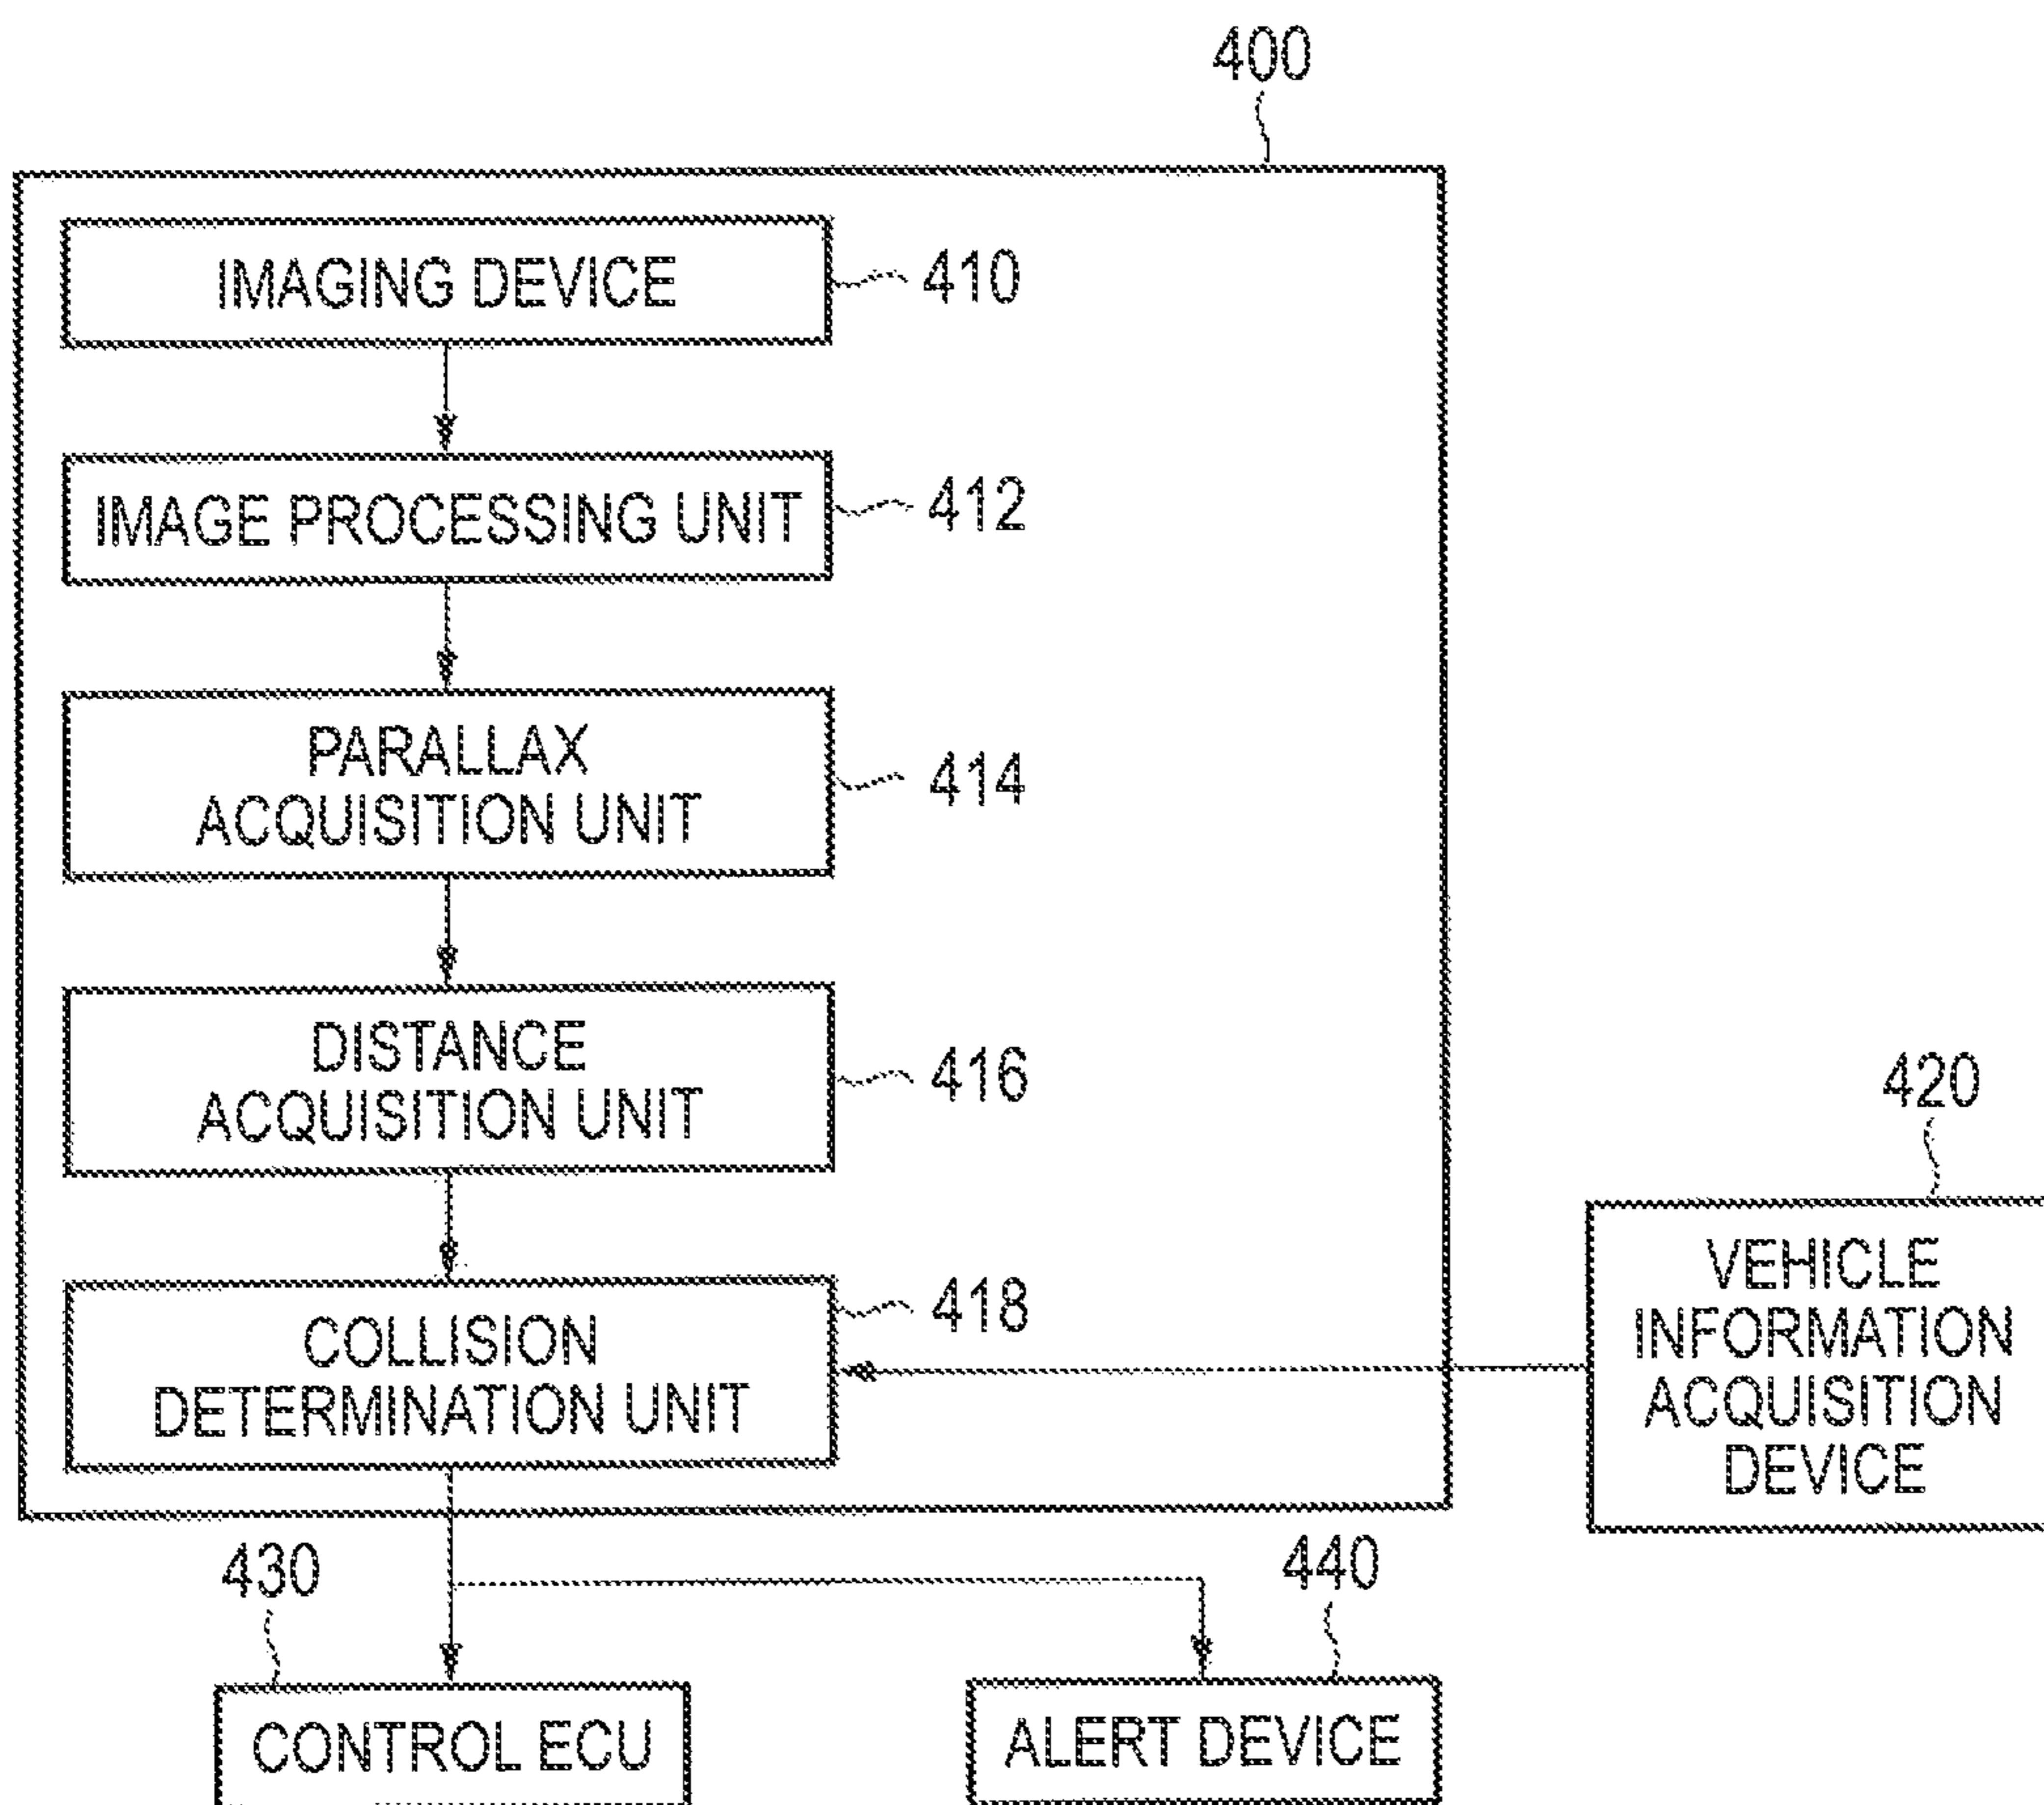 400
IMAGING DEVICE
410
IMAGE PROCESSING UNIT
412
PARALLAX
ACQUISITION UNIT
414
DISTANCE
ACQUISITION UNIT
416
COLLISION
DETERMINATION UNIT
418
420
VEHICLE
INFORMATION
ACQUISITION
DEVICE
430
CONTROL ECU
440
ALERT DEVICE